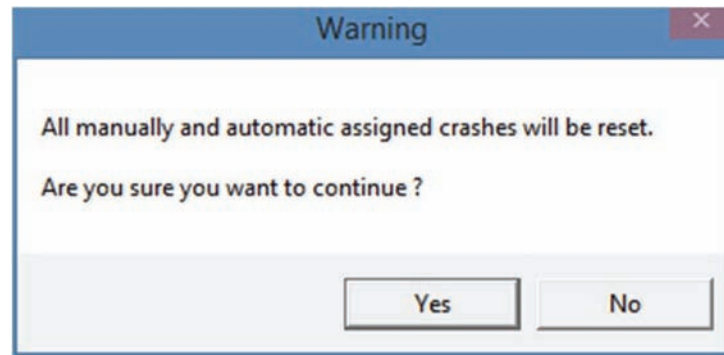 Warning
All manually and automatic assigned crashes will be reset.
Are you sure you want to continue ?
Yes
No